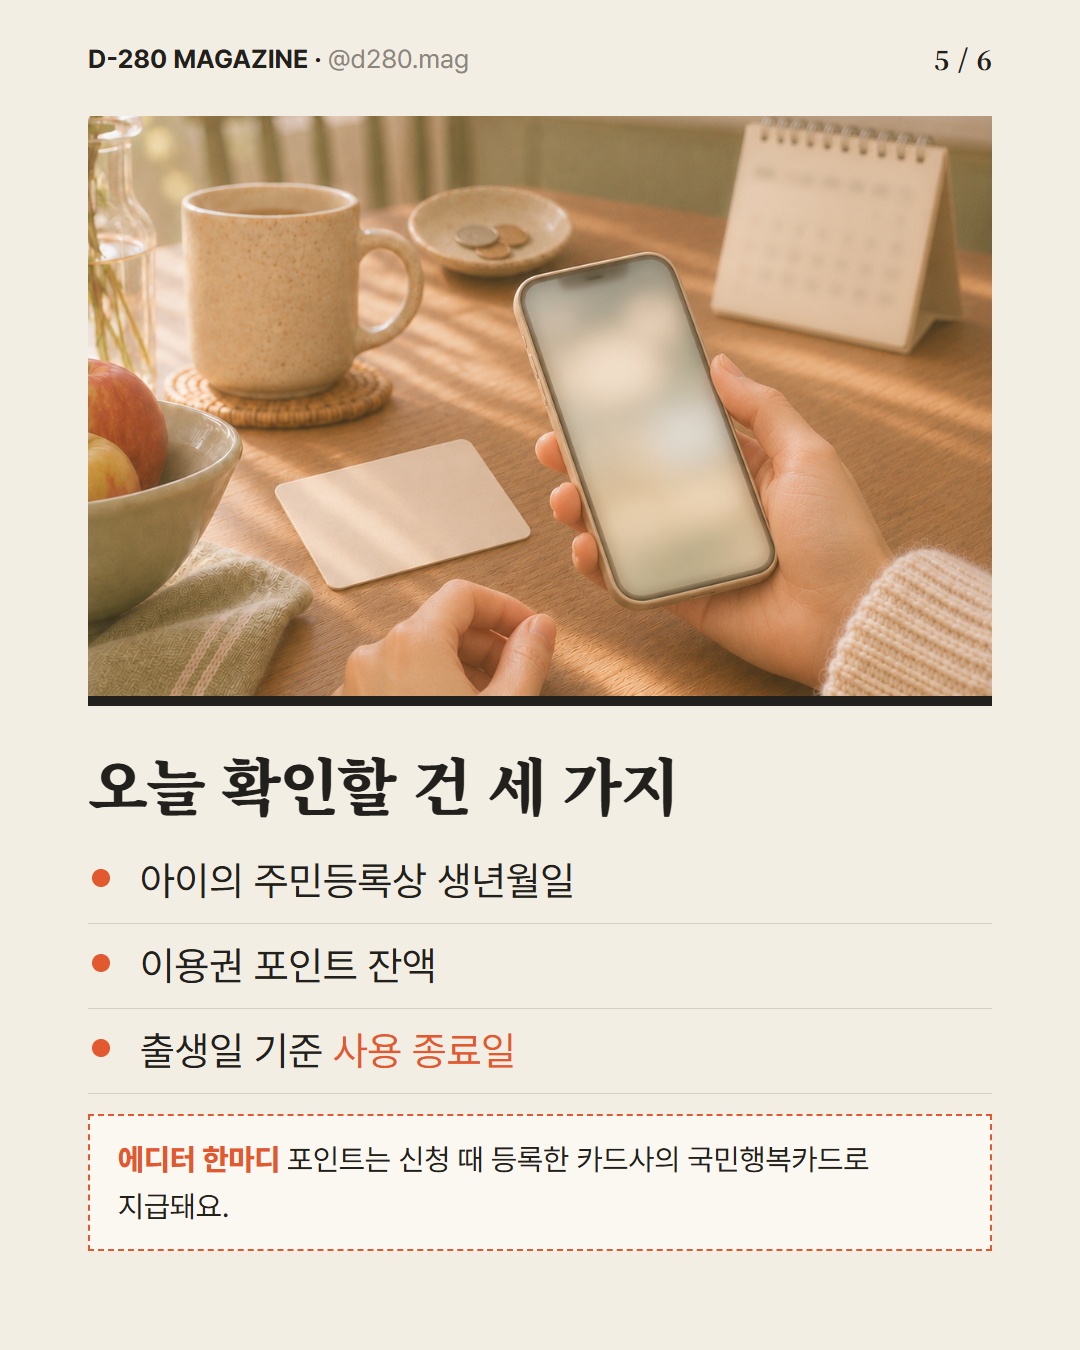 D-280 MAGAZINE · @d280.mag
5 / 6
오늘 확인할 건 세 가지
아이의 주민등록상 생년월일
이용권 포인트 잔액
출생일 기준 사용 종료일
에디터 한마디 포인트는 신청 때 등록한 카드사의 국민행복카드로
지급돼요.